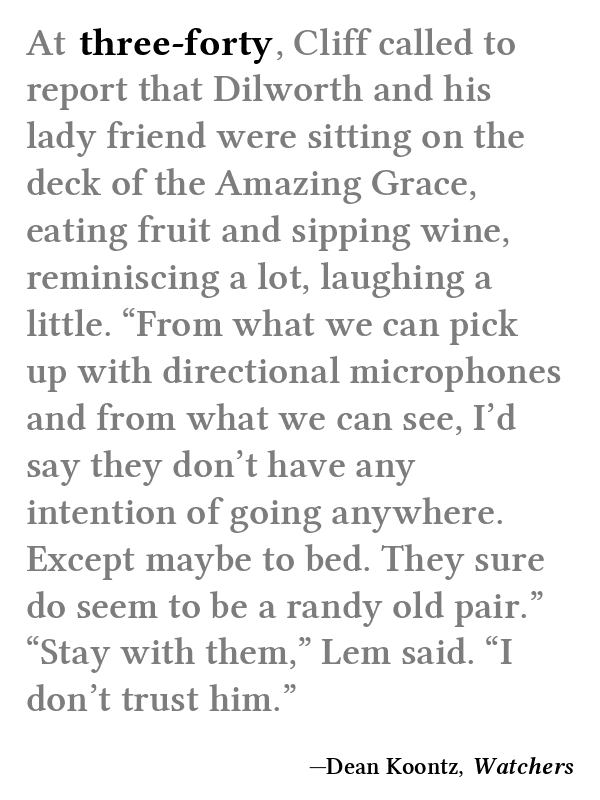 At three-forty, Cliff called to
report that Dilworth and his
lady friend were sitting on the
deck of the Amazing Grace,
eating fruit and sipping wine,
reminiscing a lot, laughing a
little. “From what we can pick
up with directional microphones
and from what we can see, I’d
say they don’t have any
intention of going anywhere.
Except maybe to bed. They sure
do seem to be a randy old pair.”
“Stay with them,” Lem said. “I
don’t trust him.”
—Dean Koontz, Watchers